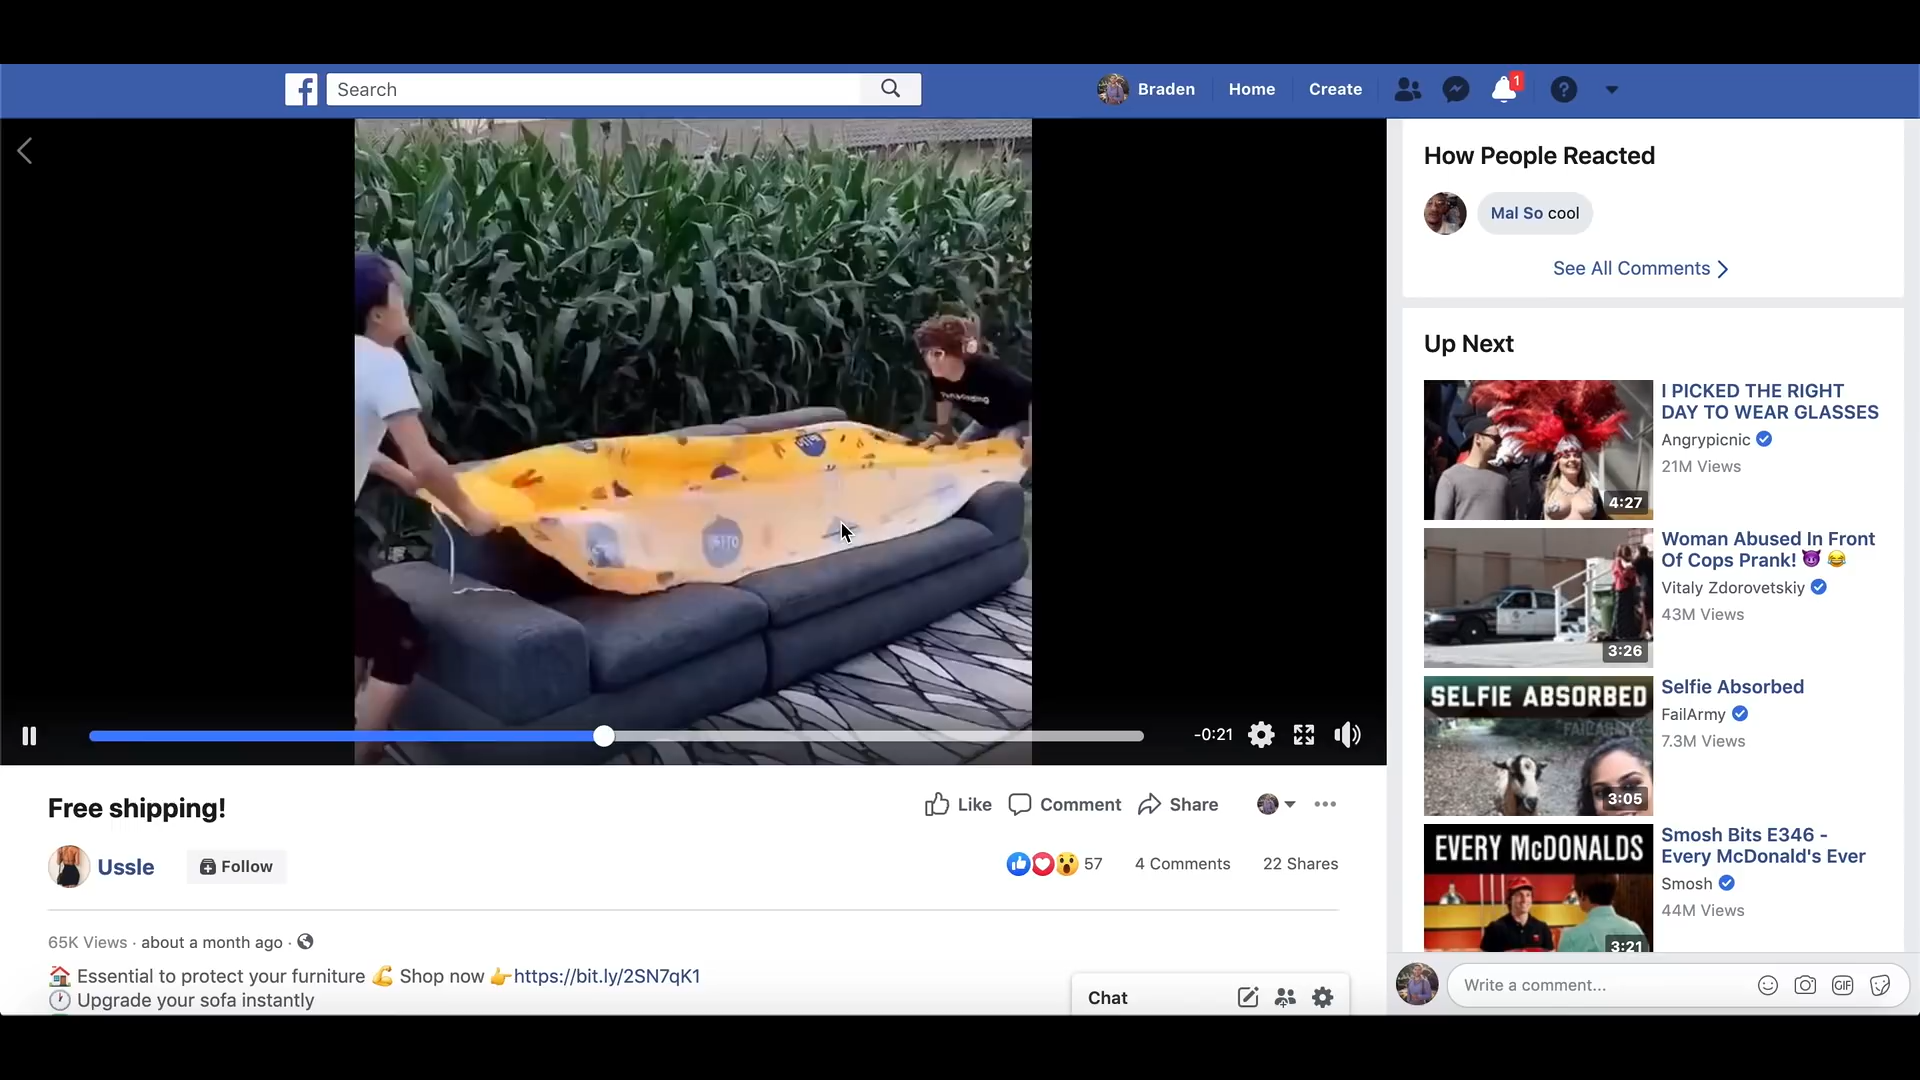 Search
Braden
Home
Create
1
How People Reacted
Mal So cool
See All Comments
Up Next
I PICKED THE RIGHT
DAY TO WEAR GLASSES
Angrypicnic
21M Views
4:27
Woman Abused In Front
Of Cops Prank! 😈 😂
Vitaly Zdorovetskiy
43M Views
3:26
SELFIE ABSORBED
FAILARMY
3:05
Selfie Absorbed
FailArmy
7.3M Views
EVERY McDONALDS
3:21
Smosh Bits E346 -
Every McDonald's Ever
Smosh
44M Views
-0:21
Free shipping!
Like
Comment
Share
Ussle
Follow
57
4 Comments
22 Shares
65K Views · about a month ago ·
🏠 Essential to protect your furniture 💪 Shop now 👉https://bit.ly/2SN7qK1
🕐 Upgrade your sofa instantly
Chat
Write a comment...
GIF